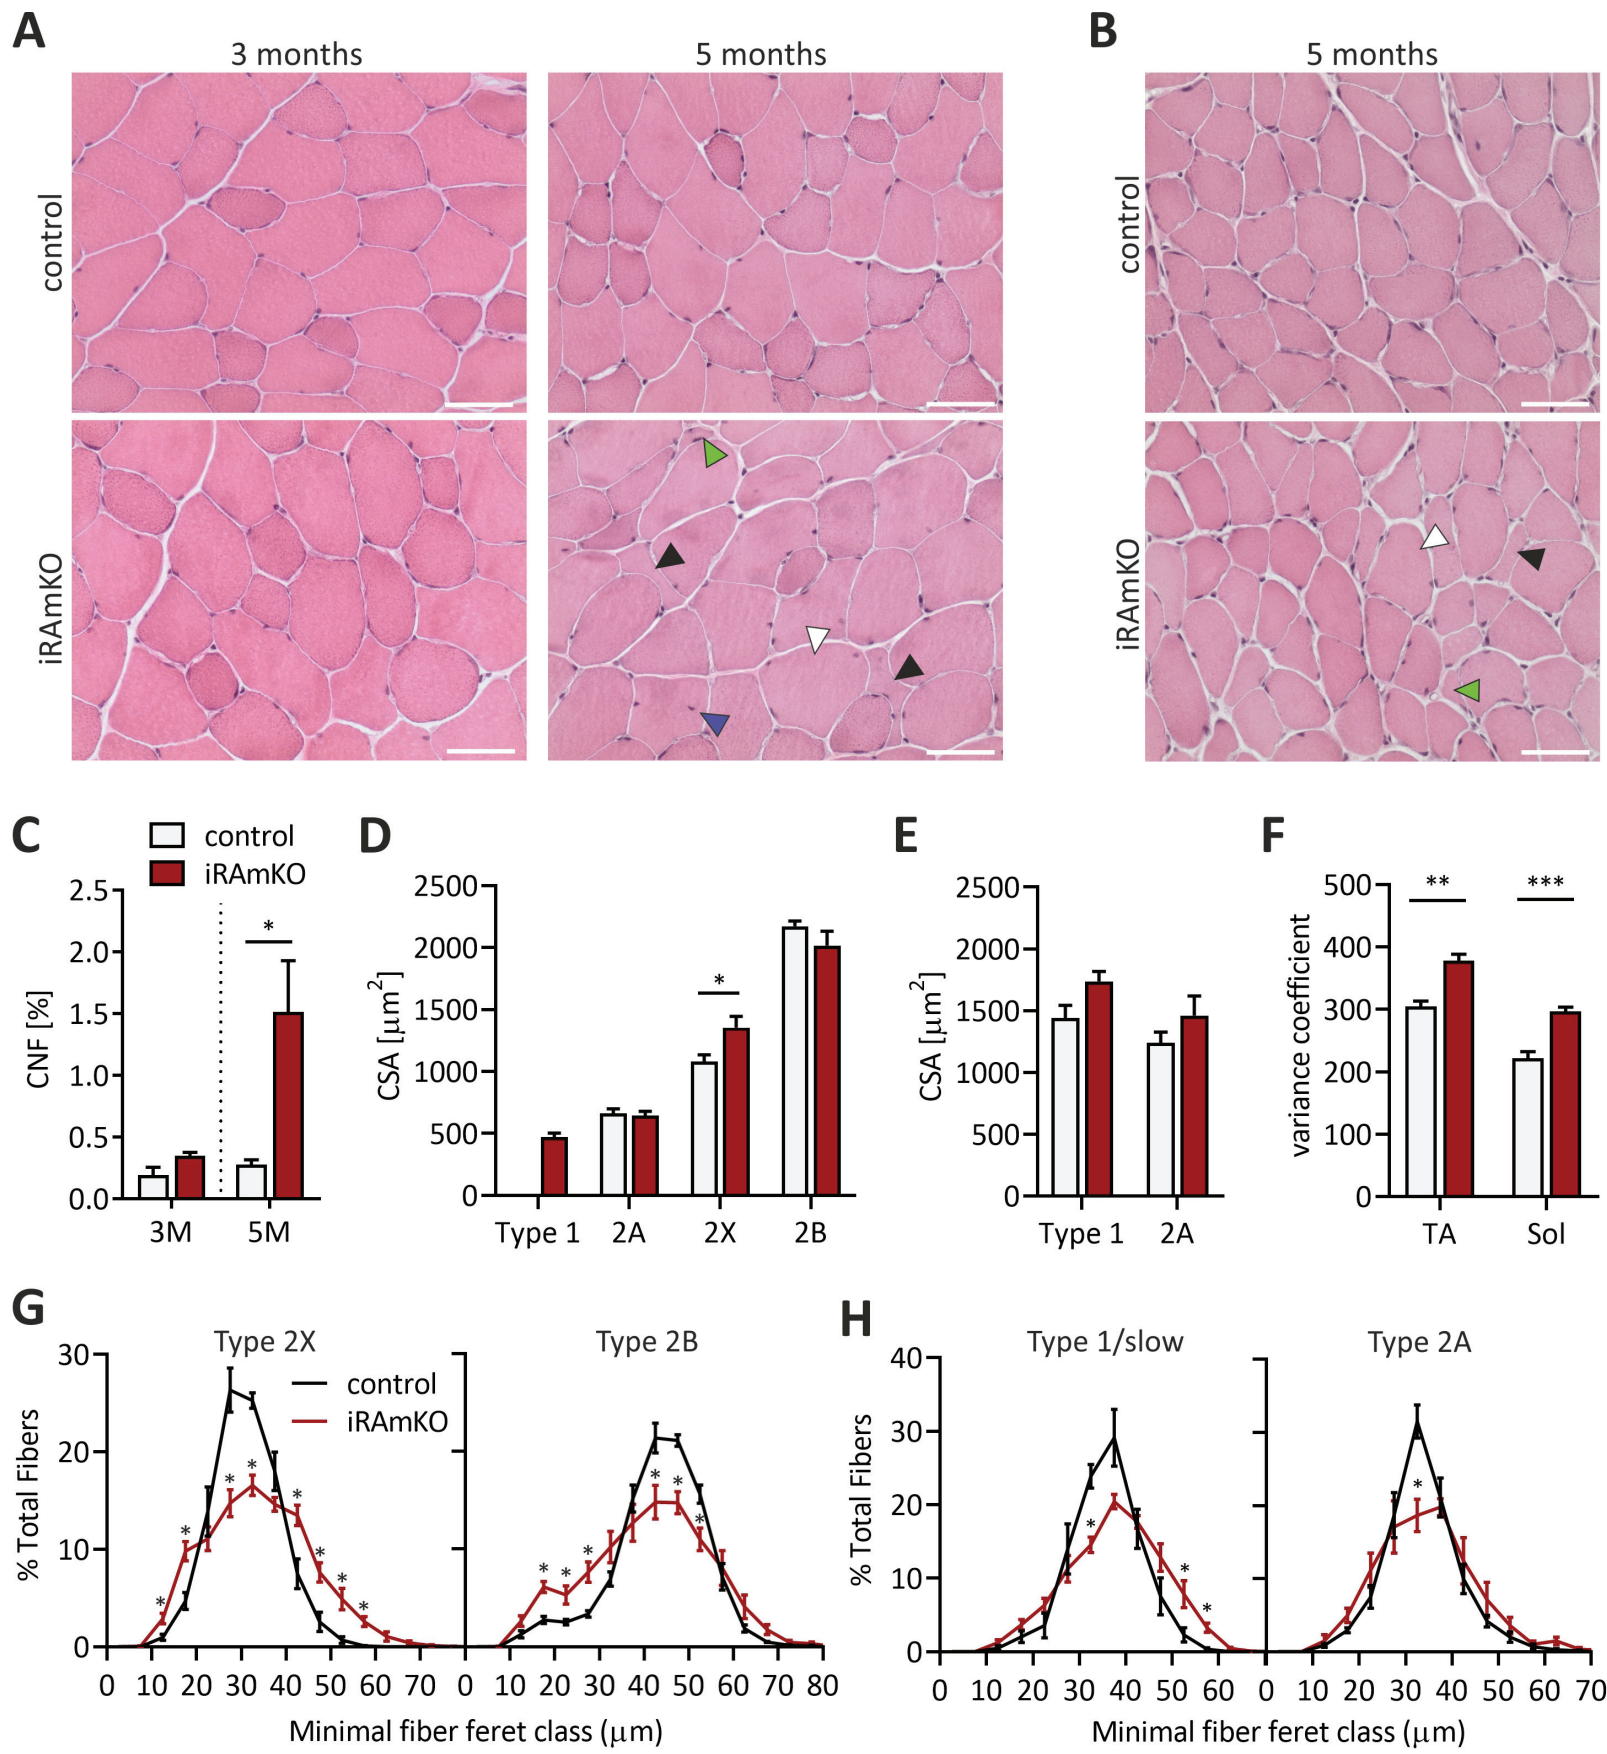 A
3 months
5 months
B
5 months
control
control
iRAmKO
iRAmKO
C
control
iRAmKO
CNF [%]
2.5
2.0
1.5
1.0
0.5
0.0
*
3M
5M
D
CSA [µm²]
2500
2000
1500
1000
500
0
*
Type 1
2A
2X
2B
E
CSA [µm²]
2500
2000
1500
1000
500
0
Type 1
2A
F
variance coefficient
500
400
300
200
100
0
**
***
TA
Sol
G
Type 2X
Type 2B
control
iRAmKO
% Total Fibers
30
20
10
0
* * * * * * * *
* * * * * *
0 10 20 30 40 50 60 70 0 10 20 30 40 50 60 70 80
Minimal fiber feret class (µm)
H
Type 1/slow
Type 2A
% Total Fibers
40
30
20
10
0
* * *
*
0 10 20 30 40 50 60 0 10 20 30 40 50 60 70
Minimal fiber feret class (µm)